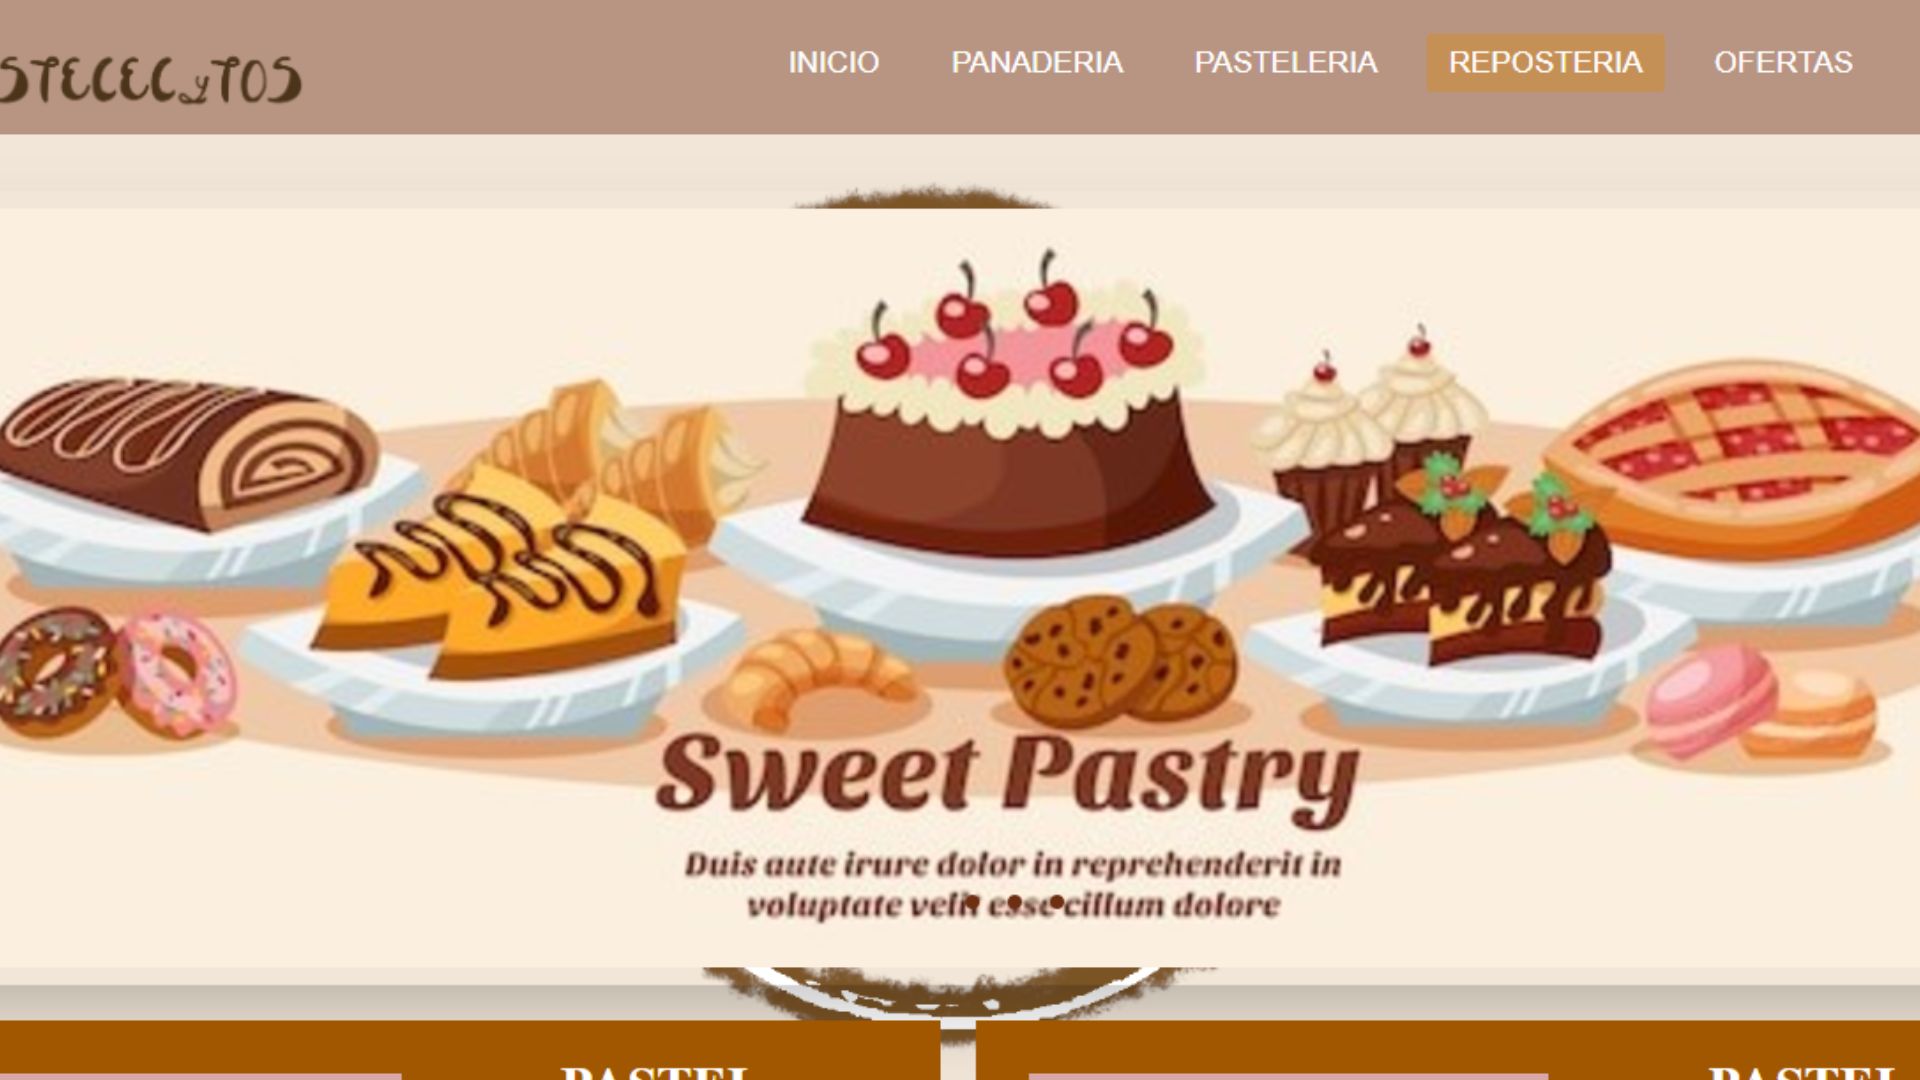 STECECyTOS
INICIO PANADERIA PASTELERIA REPOSTERIA OFERTAS
Sweet Pastry
Duis aute irure dolor in reprehenderit in
voluptate velit esse cillum dolore
PASTEL PASTEL